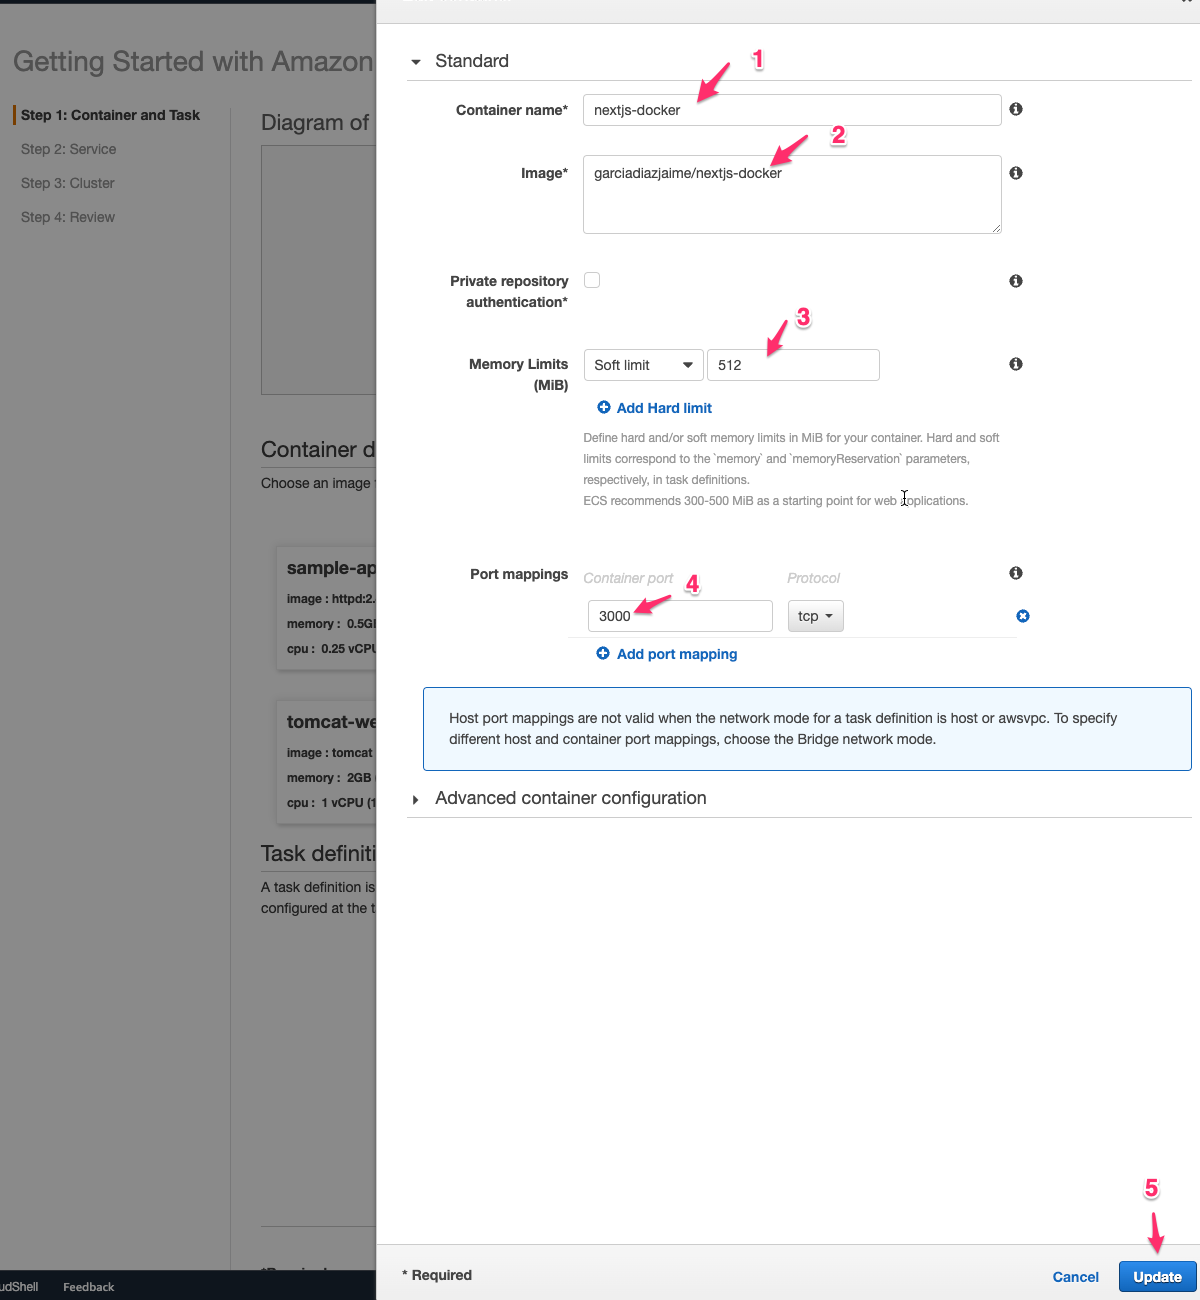 Getting Started with Amazon
Step 1: Container and Task
Step 2: Service
Step 3: Cluster
Step 4: Review
Diagram of
Container d
Choose an image
sample-ap
image : httpd:2.
memory : 0.5GI
cpu : 0.25 vCPU
tomcat-we
image : tomcat
memory : 2GB
cpu : 1 vCPU (1
Task definiti
A task definition is
configured at the t
udShell
Feedback
Standard
1
Container name*
nextjs-docker
2
Image*
garciadiazjaime/nextjs-docker
Private repository
authentication*
3
Memory Limits
(MiB)
Soft limit
512
Add Hard limit
Define hard and/or soft memory limits in MiB for your container. Hard and soft
limits correspond to the `memory` and `memoryReservation` parameters,
respectively, in task definitions.
ECS recommends 300-500 MiB as a starting point for web applications.
Port mappings
Container port
4
Protocol
3000
tcp
Add port mapping
Host port mappings are not valid when the network mode for a task definition is host or awsvpc. To specify
different host and container port mappings, choose the Bridge network mode.
Advanced container configuration
5
* Required
Cancel
Update